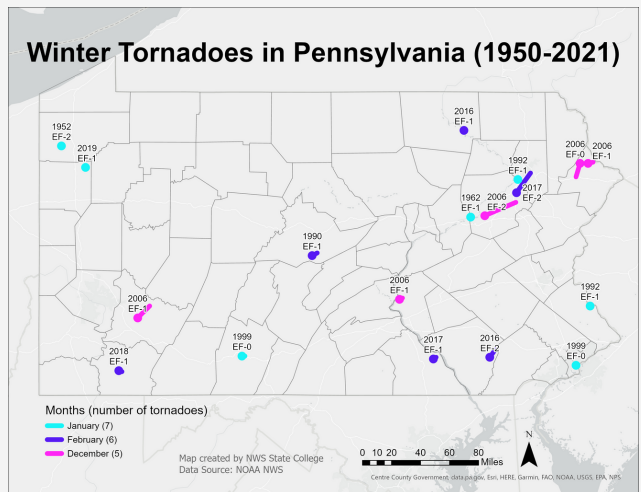 Winter Tornadoes in Pennsylvania (1950-2021)
2016
EF-1
1952
EF-2
2019
EF-1
2006
EF-0
2006
EF-1
1992
EF-1
2017
EF-2
1962
EF-1
2006
EF-2
1990
EF-1
2006
EF-1
2006
EF-1
1992
EF-1
2018
EF-1
1999
EF-0
2017
EF-1
2016
EF-2
1999
EF-0
Months (number of tornadoes)
January (7)
February (6)
December (5)
Map created by NWS State College
Data Source: NOAA NWS
0 10 20 40 60 80
Miles
N
Centre County Government, data.pa.gov, Esri, HERE, Garmin, FAO, NOAA, USGS, EPA, NPS